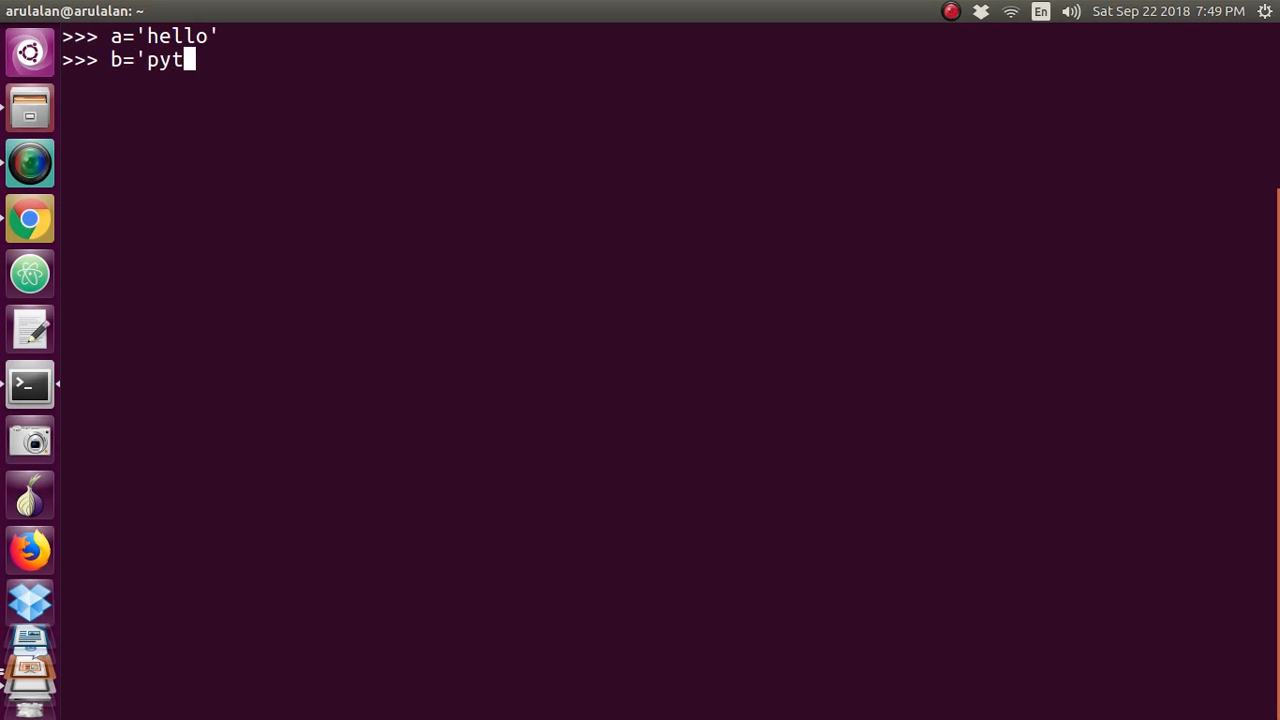 arulalan@arulalan: ~
En
Sat Sep 22 2018 7:49 PM
>>> a='hello'
>>> b='pyt
>_